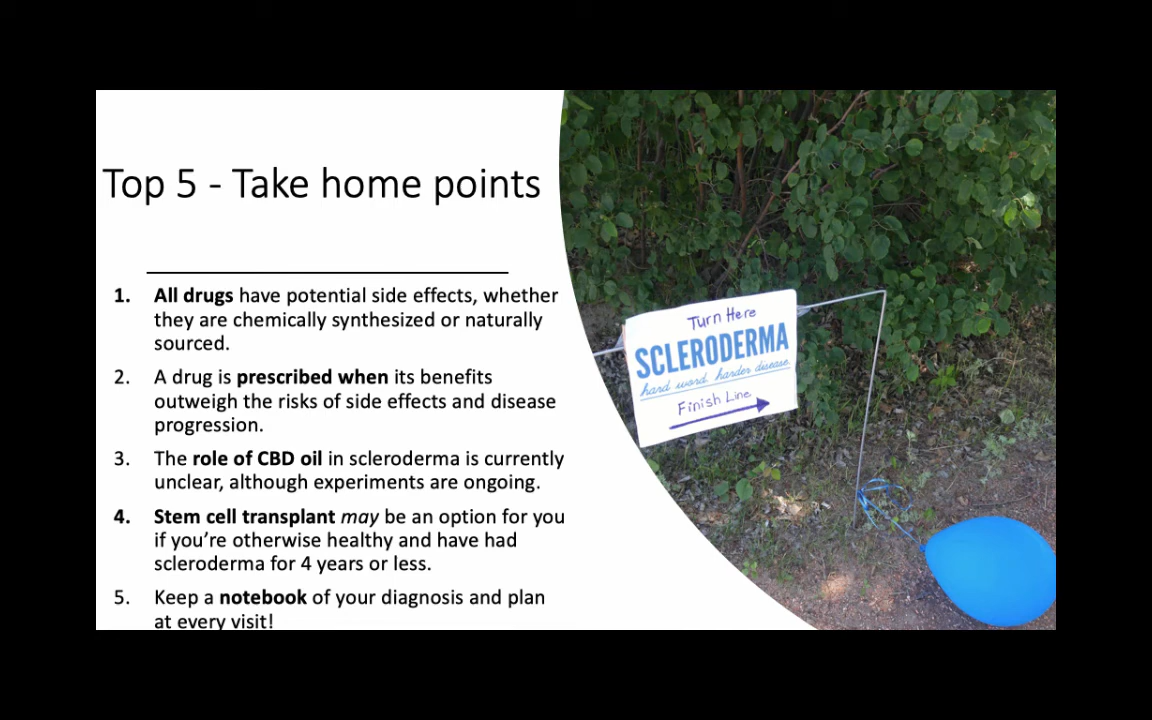 Top 5 - Take home points
1. All drugs have potential side effects, whether
they are chemically synthesized or naturally
sourced.
2. A drug is prescribed when its benefits
outweigh the risks of side effects and disease
progression.
3. The role of CBD oil in scleroderma is currently
unclear, although experiments are ongoing.
4. Stem cell transplant may be an option for you
if you’re otherwise healthy and have had
scleroderma for 4 years or less.
5. Keep a notebook of your diagnosis and plan
at every visit!
Turn Here
SCLERODERMA
hard word. harder disease.
Finish Line